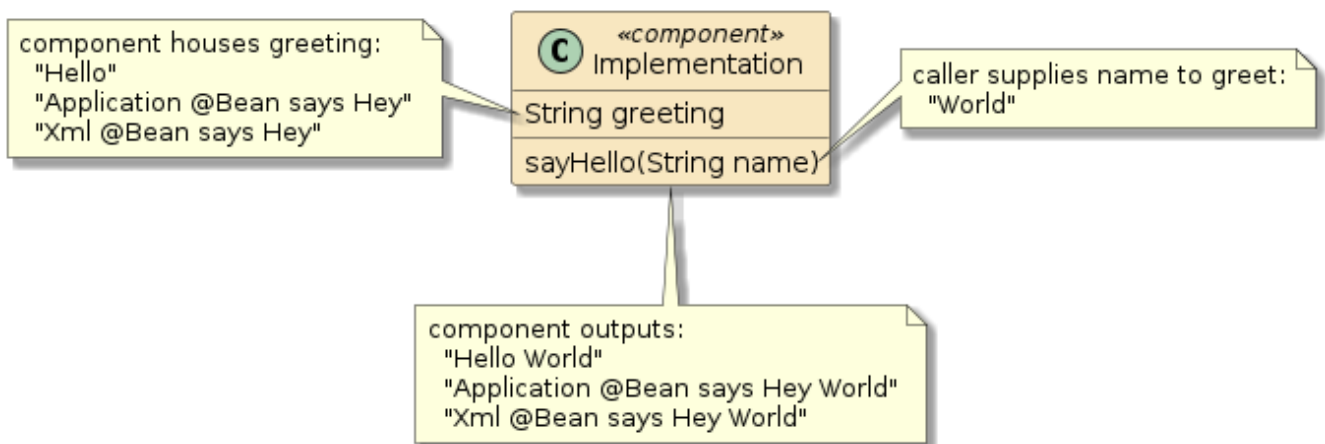 component houses greeting:
"Hello"
"Application @Bean says Hey"
"Xml @Bean says Hey"
C
«component»
Implementation
String greeting
sayHello(String name)
caller supplies name to greet:
"World"
component outputs:
"Hello World"
"Application @Bean says Hey World"
"Xml @Bean says Hey World"